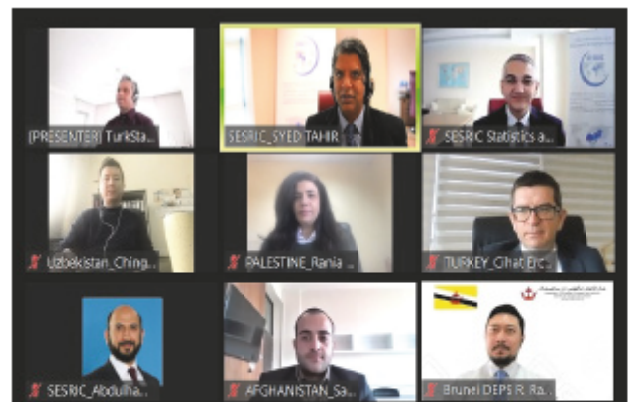 [PRESENTER] TurkSta...
SESRIC_SYED TAHIR
SESRIC Statistics a...
Uzbekistan_Ching...
PALESTINE_Rania ...
TURKEY_Cihat Erc...
SESRIC_Abdulha...
AFGHANISTAN_Sa...
Brunei DEPS R. Ra...